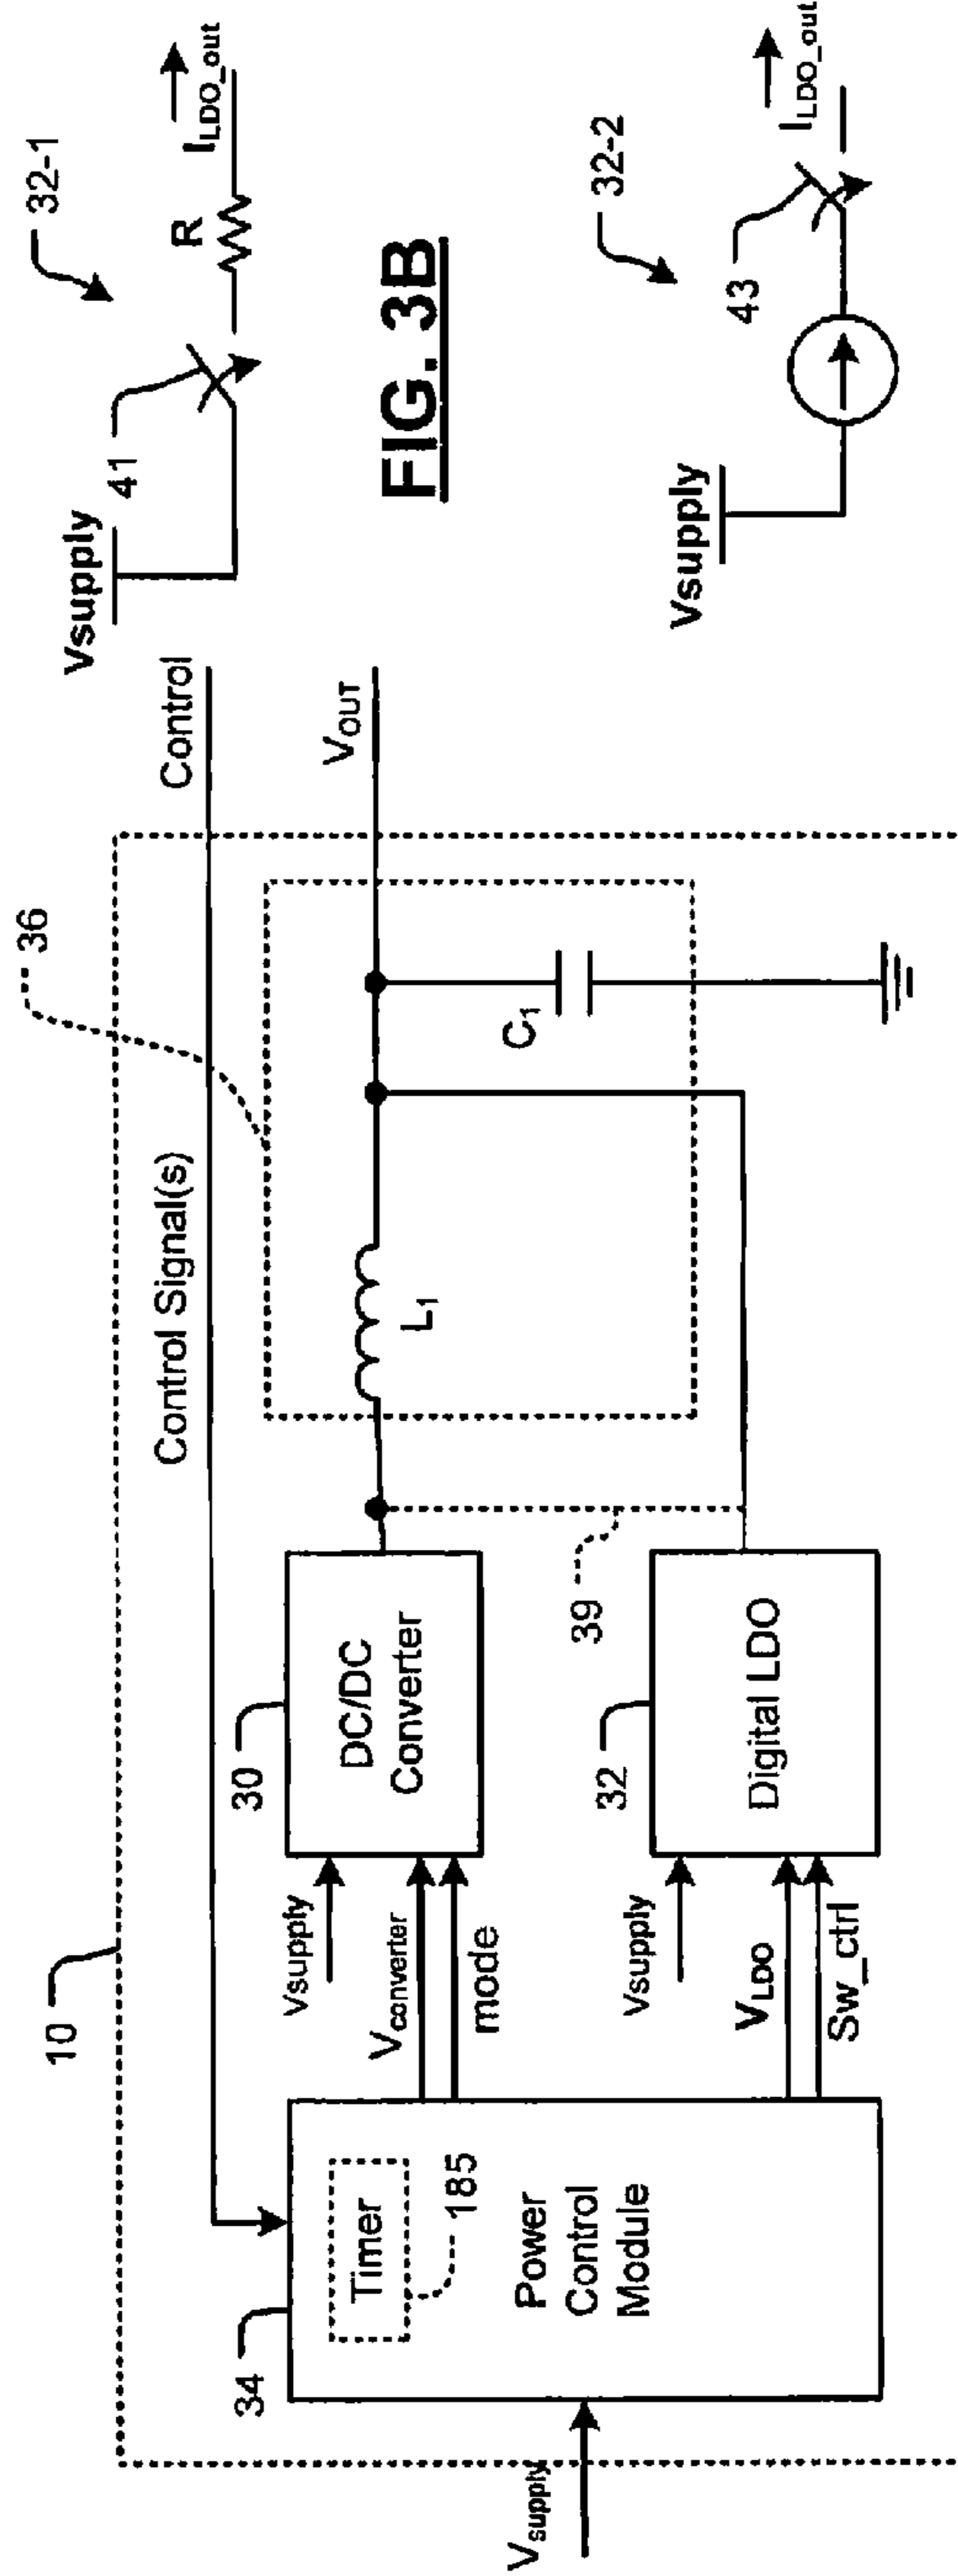 10
36
Control Signal(s)
Control
34
Timer
185
Power
Control
Module
Vsupply
30
Vsupply
Vconverter
mode
DC/DC
Converter
39
32
Vsupply
VLDO
Sw_ctrl
Digital LDO
L1
C1
VOUT
Vsupply
41
32-1
R
ILDO_out
FIG. 3B
Vsupply
43
32-2
ILDO_out